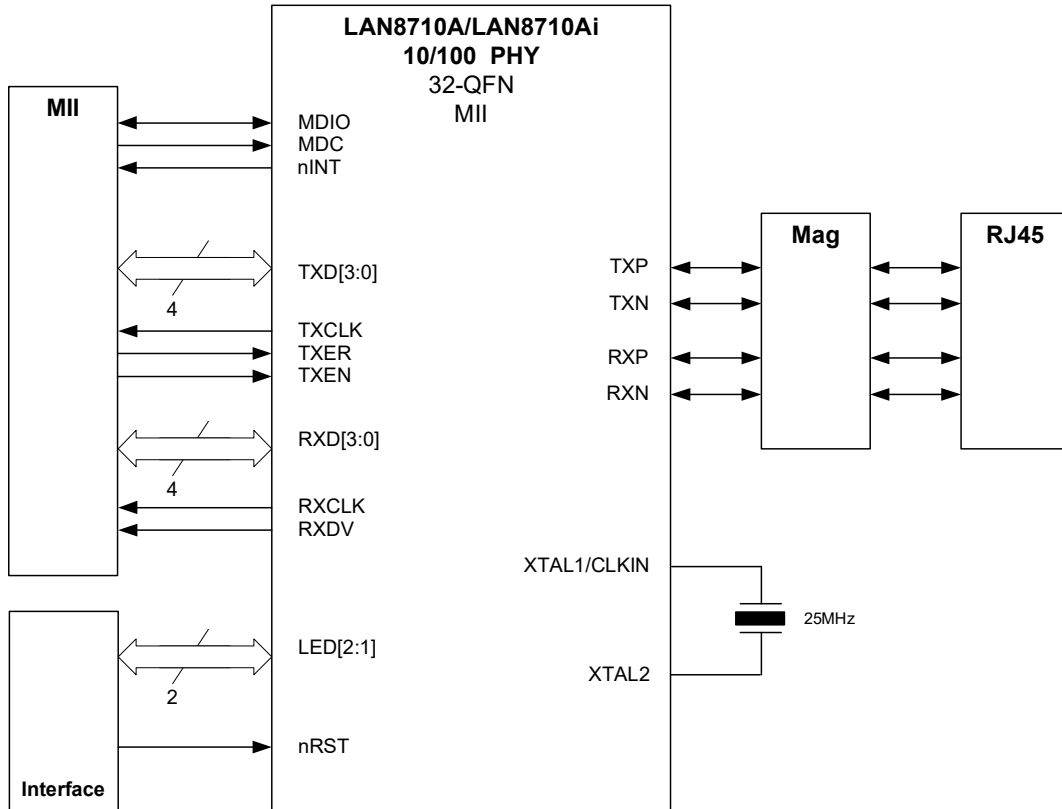 LAN8710A/LAN8710Ai
10/100 PHY
32-QFN
MII
MII
MDIO
MDC
nINT
TXD[3:0]
4
TXCLK
TXER
TXEN
RXD[3:0]
4
RXCLK
RXDV
LED[2:1]
2
nRST
Interface
TXP
TXN
RXP
RXN
Mag
RJ45
XTAL1/CLKIN
25MHz
XTAL2